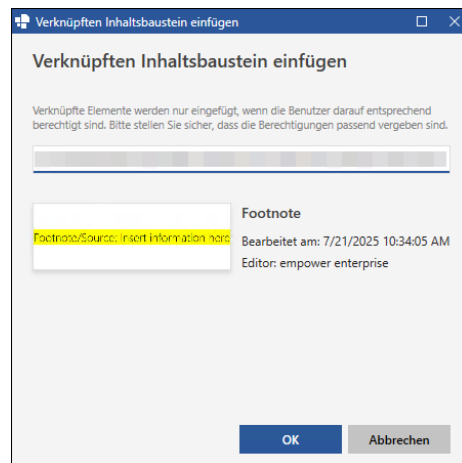 Verknüpften Inhaltsbaustein einfügen
Verknüpften Inhaltsbaustein einfügen
Verknüpfte Elemente werden nur eingefügt, wenn die Benutzer darauf entsprechend
berechtigt sind. Bitte stellen Sie sicher, dass die Berechtigungen passend vergeben sind.
Footnote
Footnote/Source: Insert information here
Bearbeitet am: 7/21/2025 10:34:05 AM
Editor: empower enterprise
OK
Abbrechen